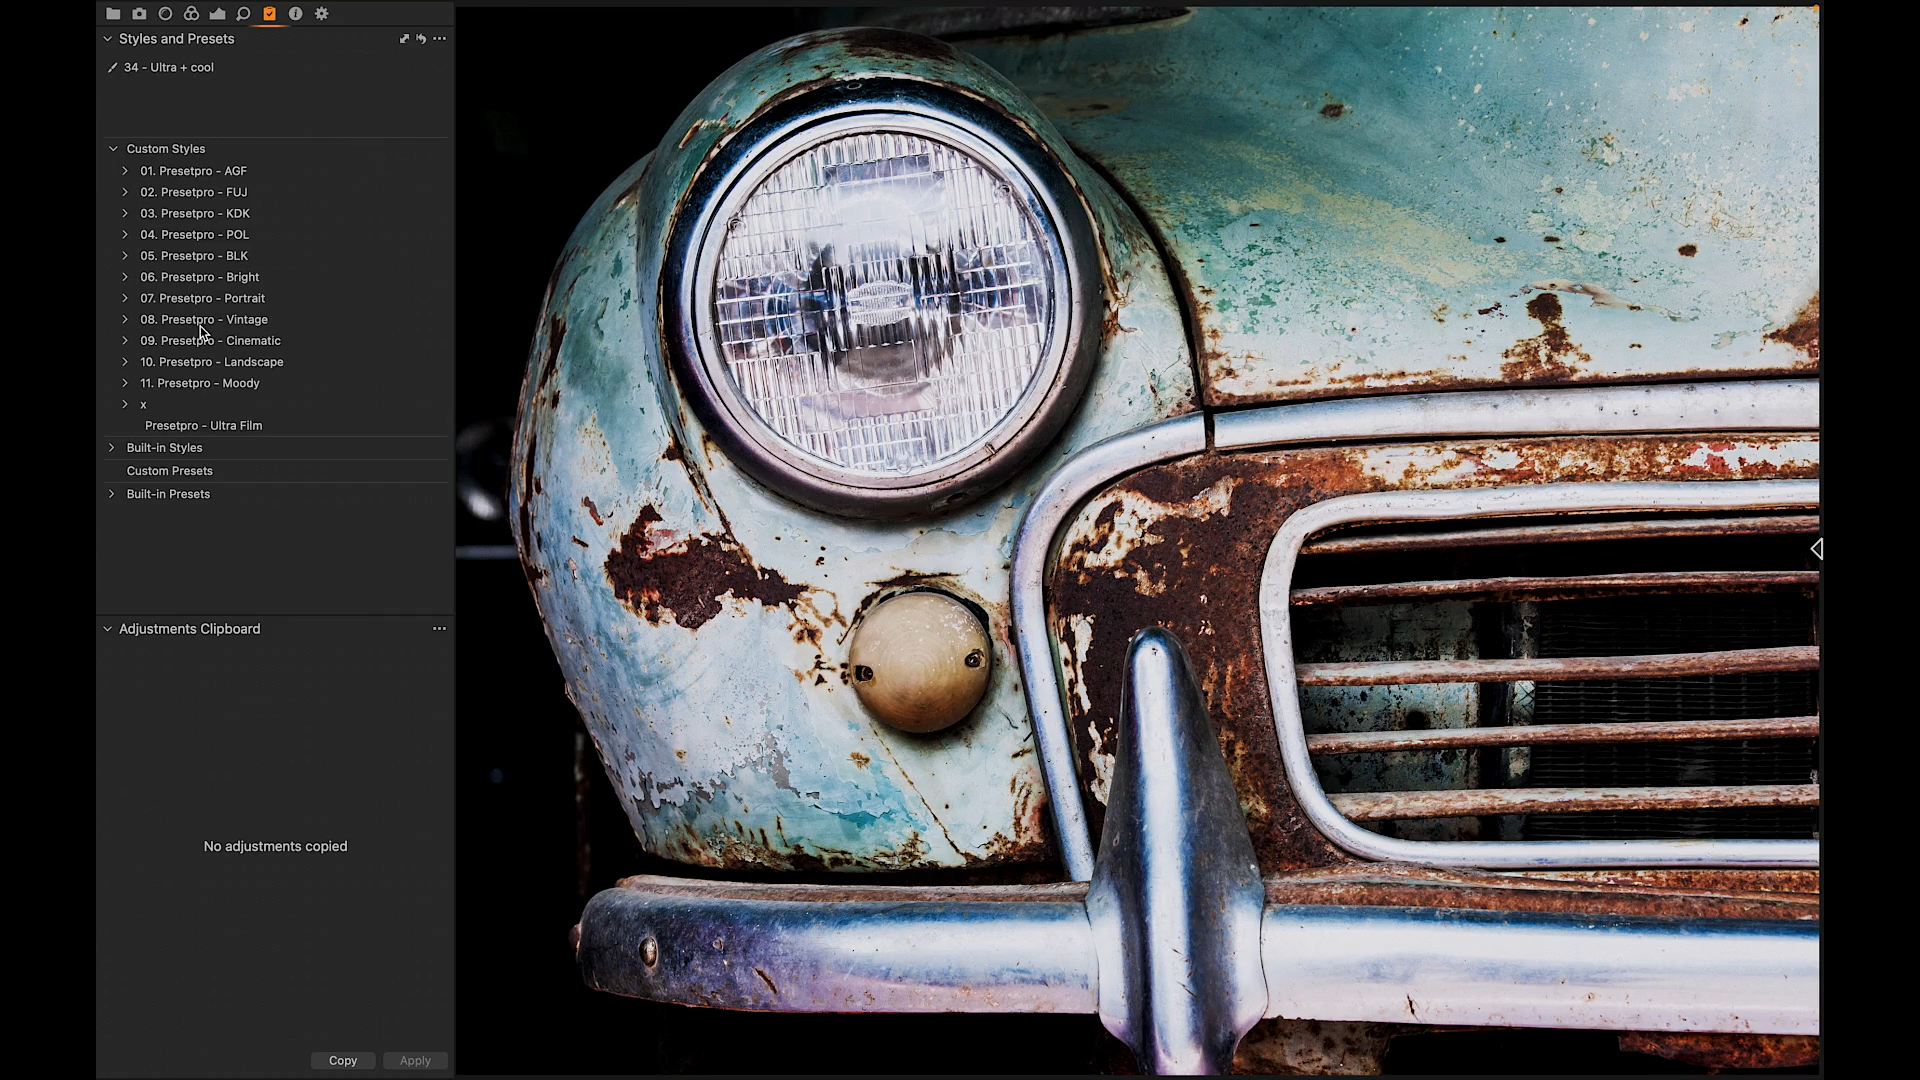 Styles and Presets
34 - Ultra + cool
Custom Styles
01. Presetpro - AGF
02. Presetpro - FUJ
03. Presetpro - KDK
04. Presetpro - POL
05. Presetpro - BLK
06. Presetpro - Bright
07. Presetpro - Portrait
08. Presetpro - Vintage
09. Presetpro - Cinematic
10. Presetpro - Landscape
11. Presetpro - Moody
x
Presetpro - Ultra Film
Built-in Styles
Custom Presets
Built-in Presets
Adjustments Clipboard
No adjustments copied
Copy Apply